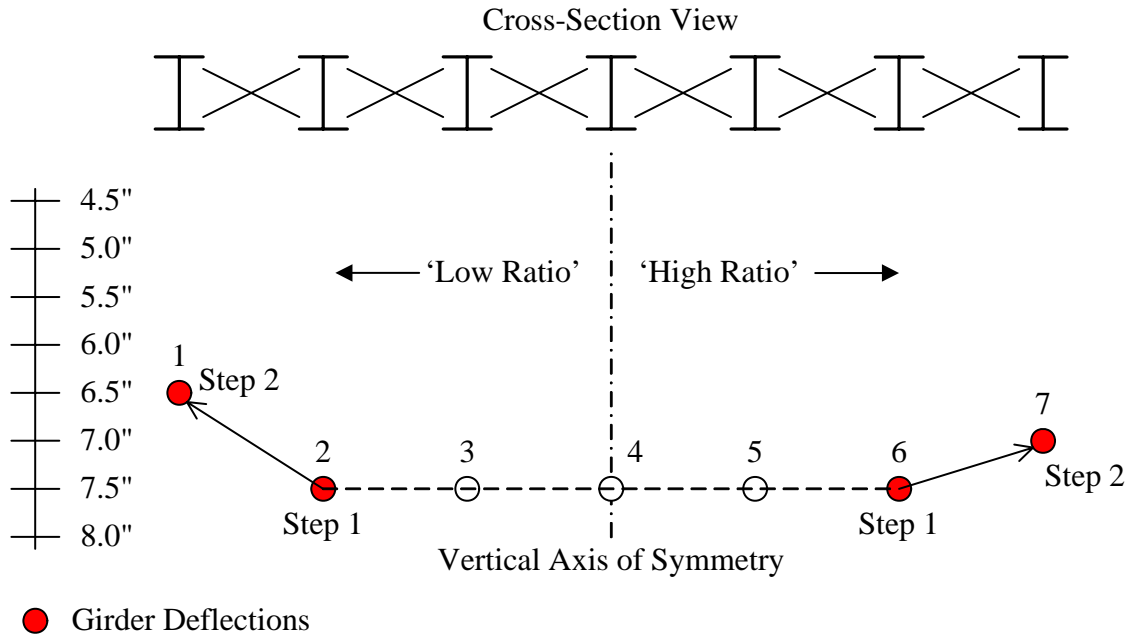 Cross-Section View
4.5"
5.0"
‘Low Ratio’ ‘High Ratio’
5.5"
6.0"
1
Step 2
6.5"
7
7.0"
2 3 4 5 6
Step 2
7.5"
Step 1 Step 1
8.0"
Vertical Axis of Symmetry
Girder Deflections